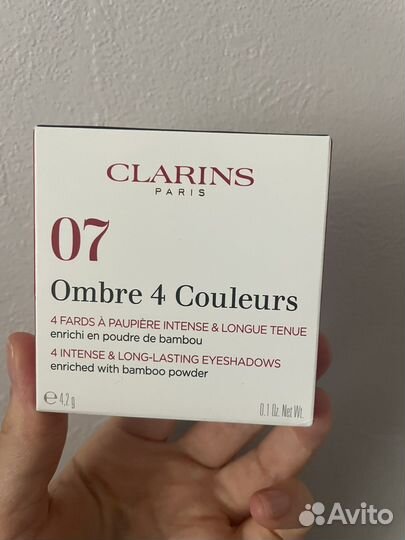 CLARINS
PARIS
07
Ombre 4 Couleurs
4 FARDS À PAUPIÈRE INTENSE & LONGUE TENUE
enrichi en poudre de bambou
4 INTENSE & LONG-LASTING EYESHADOWS
enriched with bamboo powder
℮ 4,2 g
0.1 Oz. Net Wt.
Avito